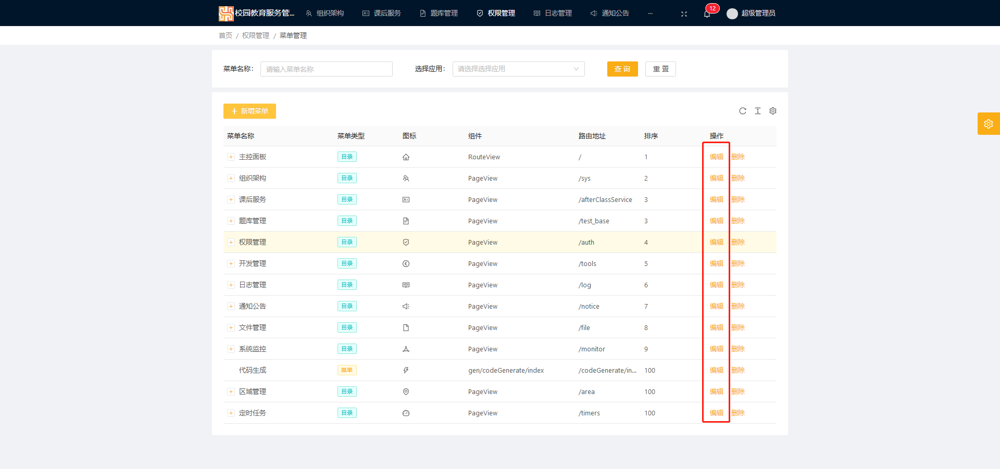 校园教育服务管... 组织架构 课后服务 题库管理 权限管理 日志管理 通知公告 ... 12 超级管理员
首页 / 权限管理 / 菜单管理
菜单名称： 请输入菜单名称 选择应用： 请选择选择应用 查 询 重 置
+ 新增菜单
菜单名称 菜单类型 图标 组件 路由地址 排序 操作
主控面板 目录 RouteView / 1 编辑 删除
组织架构 目录 PageView /sys 2 编辑 删除
课后服务 目录 PageView /afterClassService 3 编辑 删除
题库管理 目录 PageView /test_base 3 编辑 删除
权限管理 目录 PageView /auth 4 编辑 删除
开发管理 目录 PageView /tools 5 编辑 删除
日志管理 目录 PageView /log 6 编辑 删除
通知公告 目录 PageView /notice 7 编辑 删除
文件管理 目录 PageView /file 8 编辑 删除
系统监控 目录 PageView /monitor 9 编辑 删除
代码生成 菜单 gen/codeGenerate/index /codeGenerate/in... 100 编辑 删除
区域管理 目录 PageView /area 100 编辑 删除
定时任务 目录 PageView /timers 100 编辑 删除